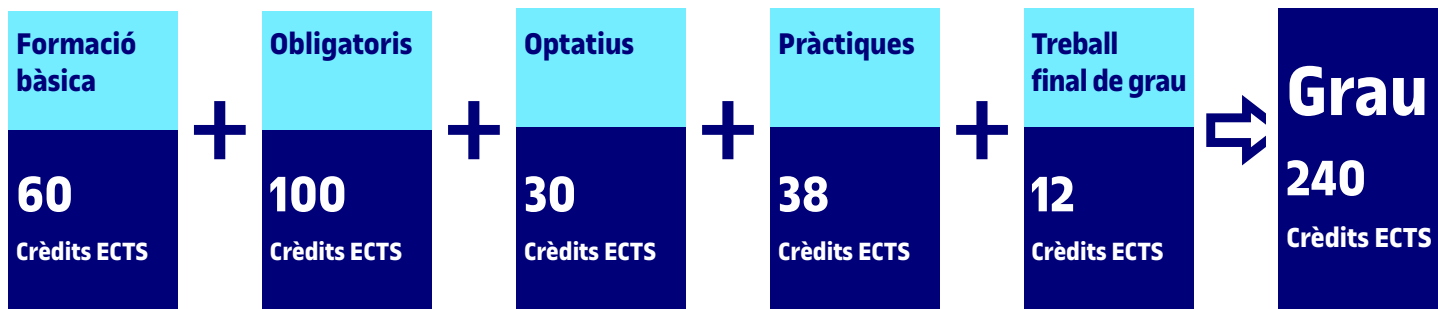 Formació
bàsica
60
Crèdits ECTS
+
Obligatoris
100
Crèdits ECTS
+
Optatius
30
Crèdits ECTS
+
Pràctiques
38
Crèdits ECTS
+
Treball
final de grau
12
Crèdits ECTS
Grau
240
Crèdits ECTS